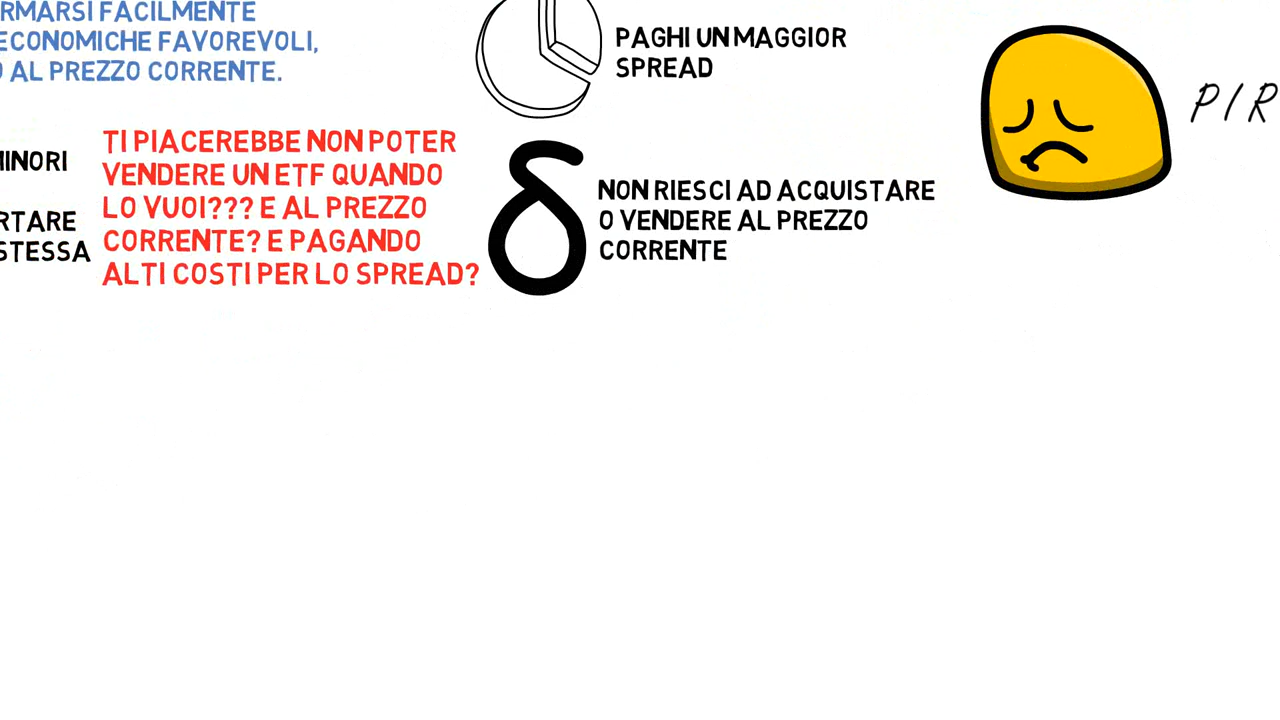 RMARSI FACILMENTE
ECONOMICHE FAVOREVOLI,
AL PREZZO CORRENTE.
MINORI
RTARE
STESSA
TI PIACEREBBE NON POTER
VENDERE UN ETF QUANDO
LO VUOI??? E AL PREZZO
CORRENTE? E PAGANDO
ALTI COSTI PER LO SPREAD?
PAGHI UN MAGGIOR
SPREAD
δ
NON RIESCI AD ACQUISTARE
O VENDERE AL PREZZO
CORRENTE
PIR